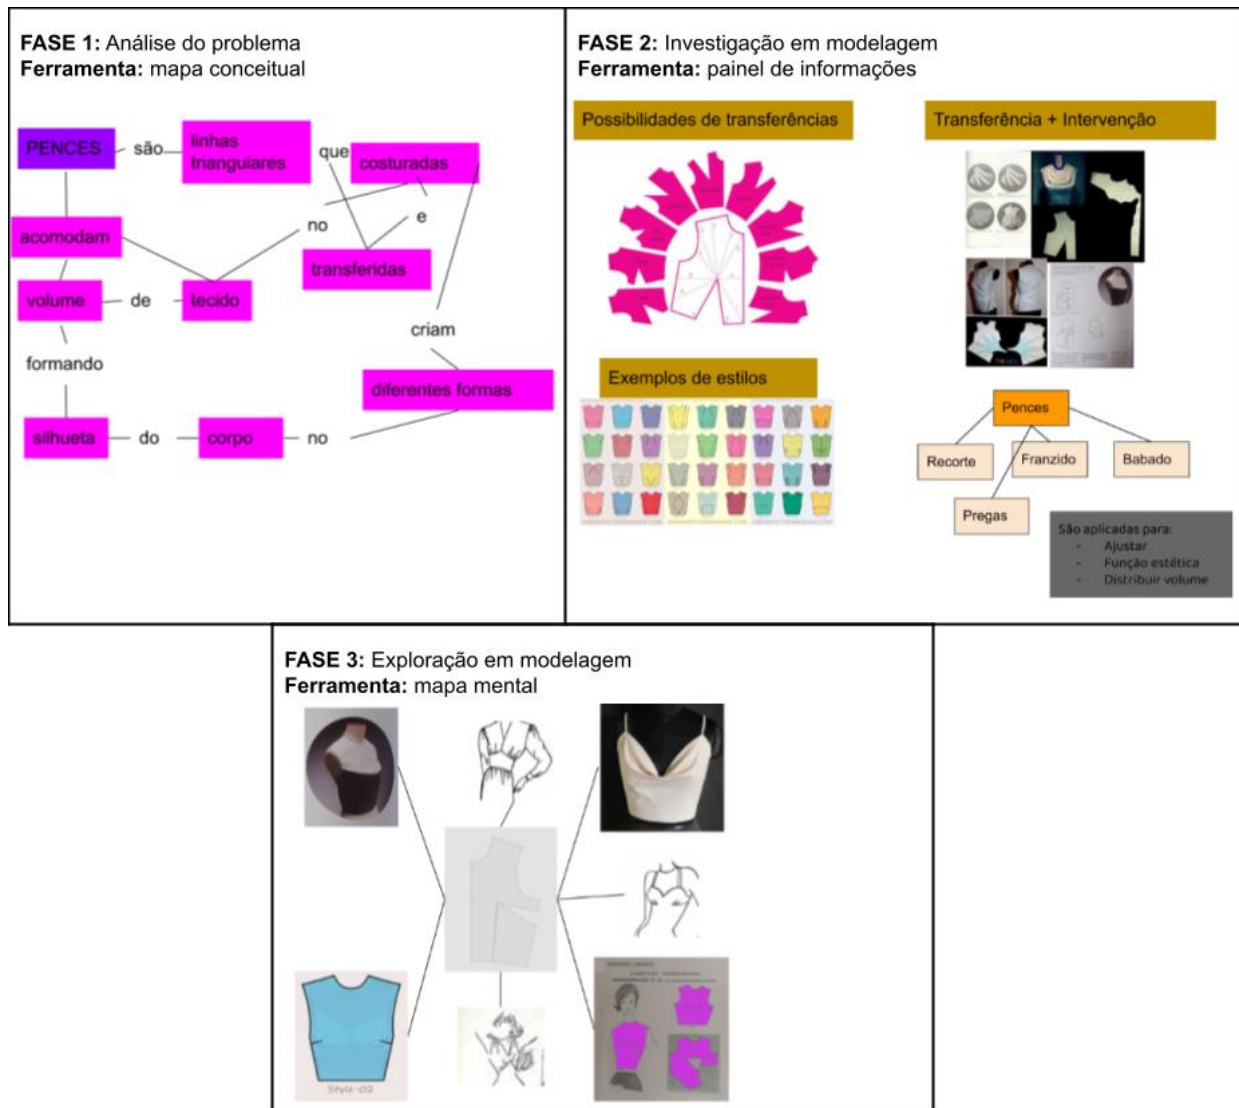 FASE 1: Análise do problema
Ferramenta: mapa conceitual
PENCES
são
linhas
triangulares
que
costuradas
no
e
acomodam
transferidas
volume
de
tecido
criam
formando
diferentes formas
silhueta
do
corpo
no
FASE 2: Investigação em modelagem
Ferramenta: painel de informações
Possibilidades de transferências
Transferência + Intervenção
Exemplos de estilos
Pences
Recorte
Franzido
Babado
Pregas
São aplicadas para:
- Ajustar
- Função estética
- Distribuir volume
FASE 3: Exploração em modelagem
Ferramenta: mapa mental
Style-02